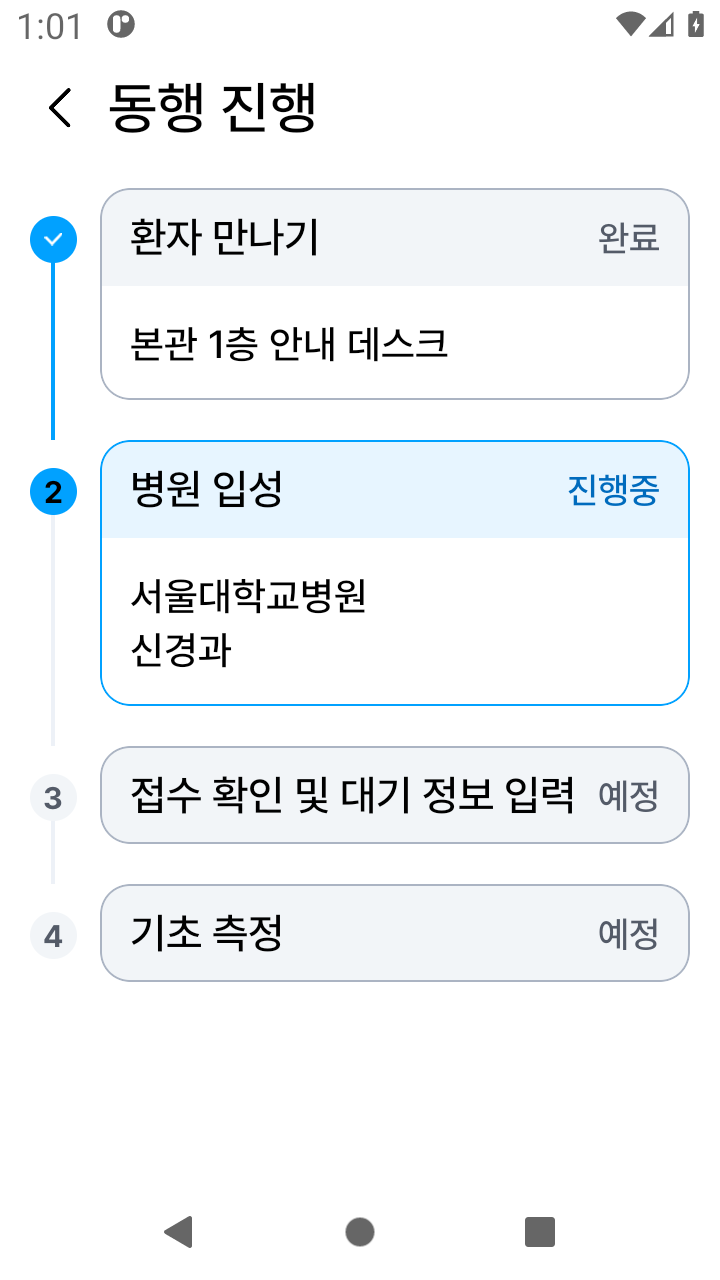 1:01
동행 진행
환자 만나기 완료
본관 1층 안내 데스크
2 병원 입성 진행중
서울대학교병원
신경과
3 접수 확인 및 대기 정보 입력 예정
4 기초 측정 예정